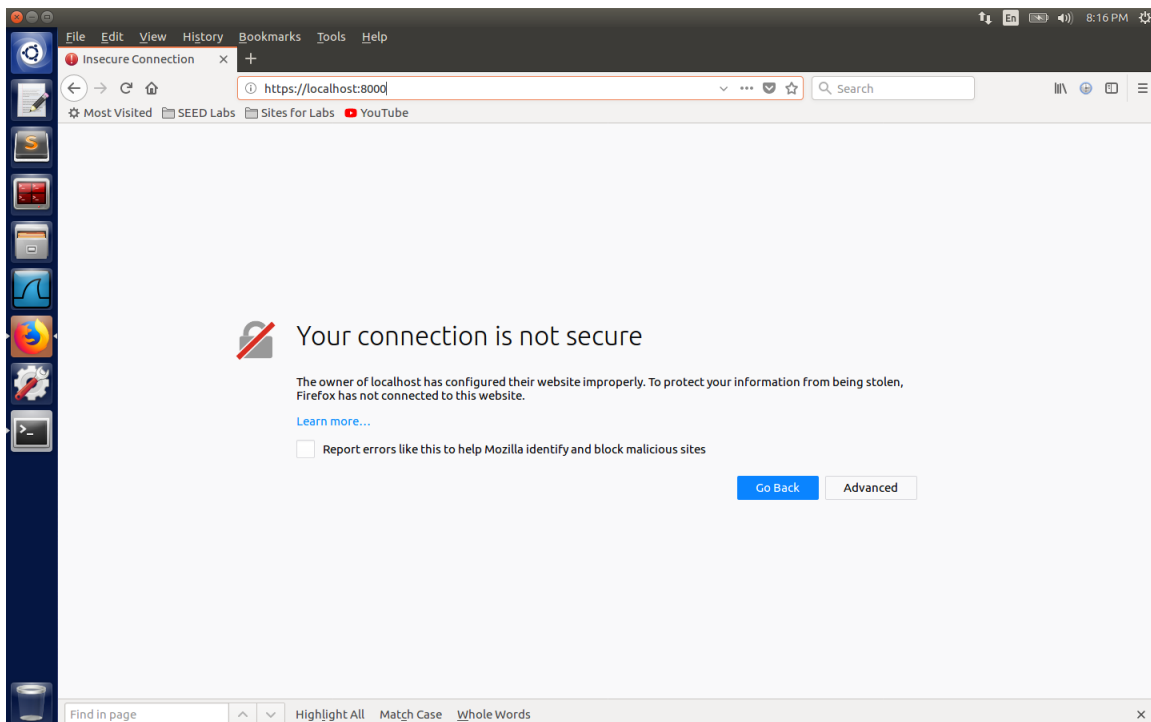 En 8:16 PM
File Edit View History Bookmarks Tools Help
Insecure Connection
https://localhost:8000 Search
Most Visited SEED Labs Sites for Labs YouTube
Your connection is not secure
The owner of localhost has configured their website improperly. To protect your information from being stolen,
Firefox has not connected to this website.
Learn more…
Report errors like this to help Mozilla identify and block malicious sites
Go Back Advanced
Find in page Highlight All Match Case Whole Words